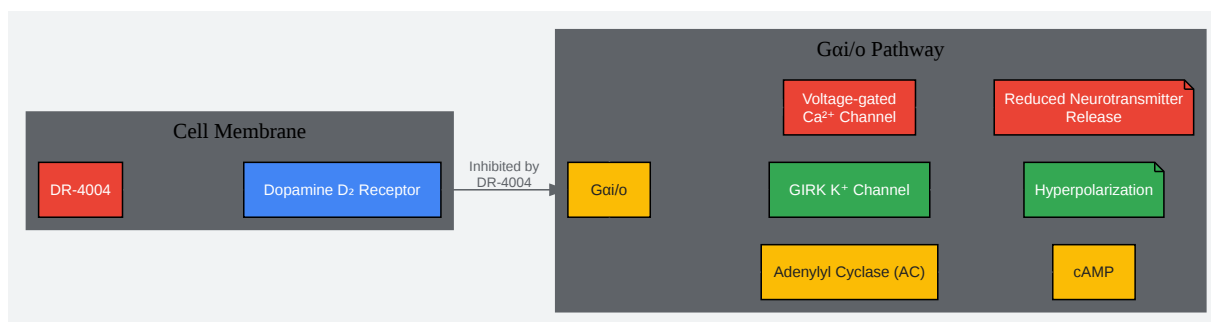 Gαi/o Pathway
Voltage-gated
Ca²⁺ Channel
Reduced Neurotransmitter
Release
Cell Membrane
DR-4004
Dopamine D₂ Receptor
Inhibited by
DR-4004
Gαi/o
GIRK K⁺ Channel
Hyperpolarization
Adenylyl Cyclase (AC)
cAMP